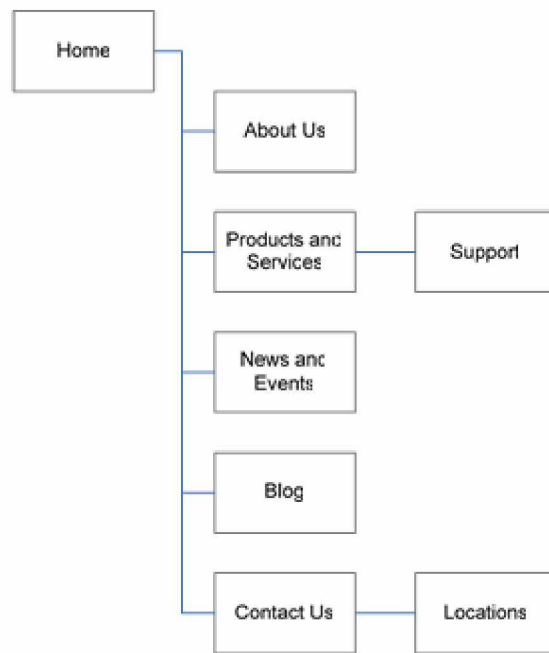 Home
About Us
Products and
Services
Support
News and
Events
Blog
Contact Us
Locations